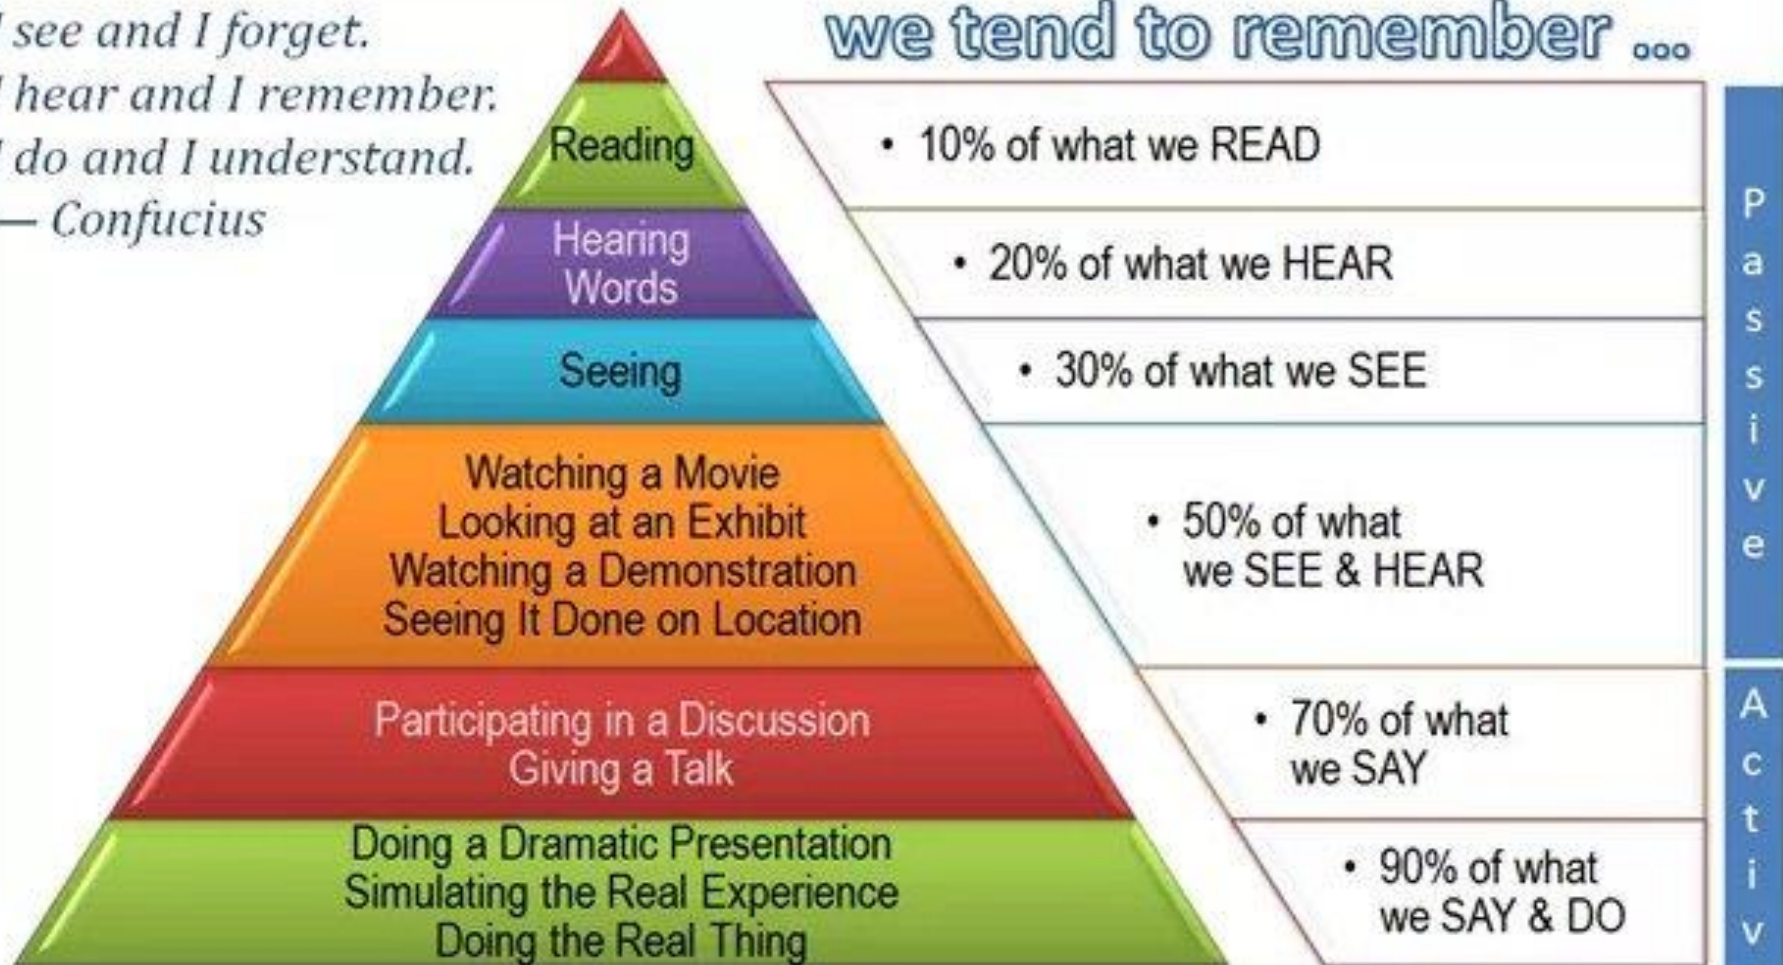 I see and I forget.
I hear and I remember.
I do and I understand.
— Confucius
we tend to remember ...
Reading
• 10% of what we READ
Hearing
Words
• 20% of what we HEAR
Seeing
• 30% of what we SEE
Watching a Movie
Looking at an Exhibit
Watching a Demonstration
Seeing It Done on Location
• 50% of what
we SEE & HEAR
Participating in a Discussion
Giving a Talk
• 70% of what
we SAY
Doing a Dramatic Presentation
Simulating the Real Experience
Doing the Real Thing
• 90% of what
we SAY & DO
Passive
Activ